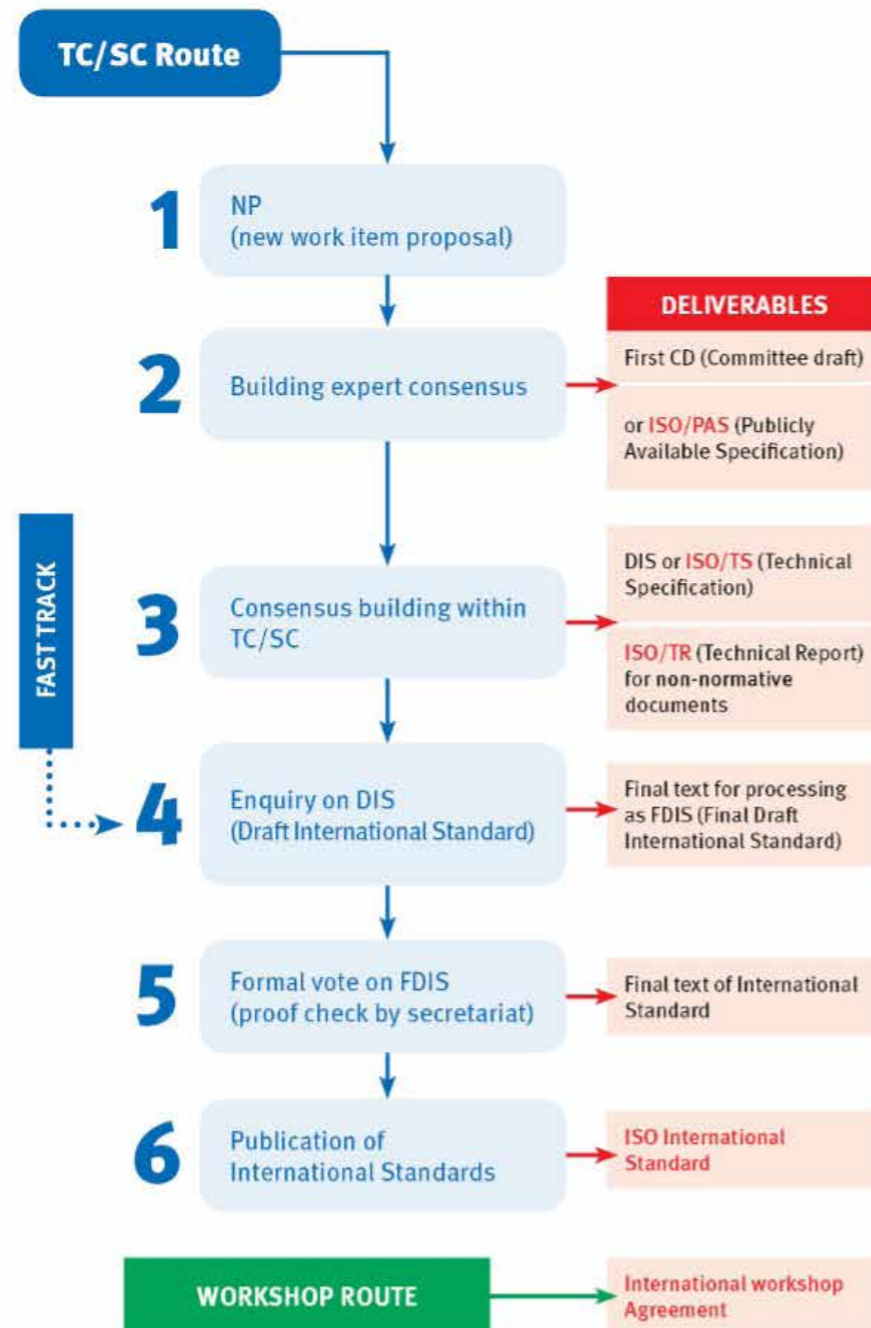 TC/SC Route
1
NP
(new work item proposal)
DELIVERABLES
2
Building expert consensus
First CD (Committee draft)
or ISO/PAS (Publicly
Available Specification)
FAST TRACK
3
Consensus building within
TC/SC
DIS or ISO/TS (Technical
Specification)
ISO/TR (Technical Report)
for non-normative
documents
4
Enquiry on DIS
(Draft International Standard)
Final text for processing
as FDIS (Final Draft
International Standard)
5
Formal vote on FDIS
(proof check by secretariat)
Final text of International
Standard
6
Publication of
International Standards
ISO International
Standard
WORKSHOP ROUTE
International workshop
Agreement